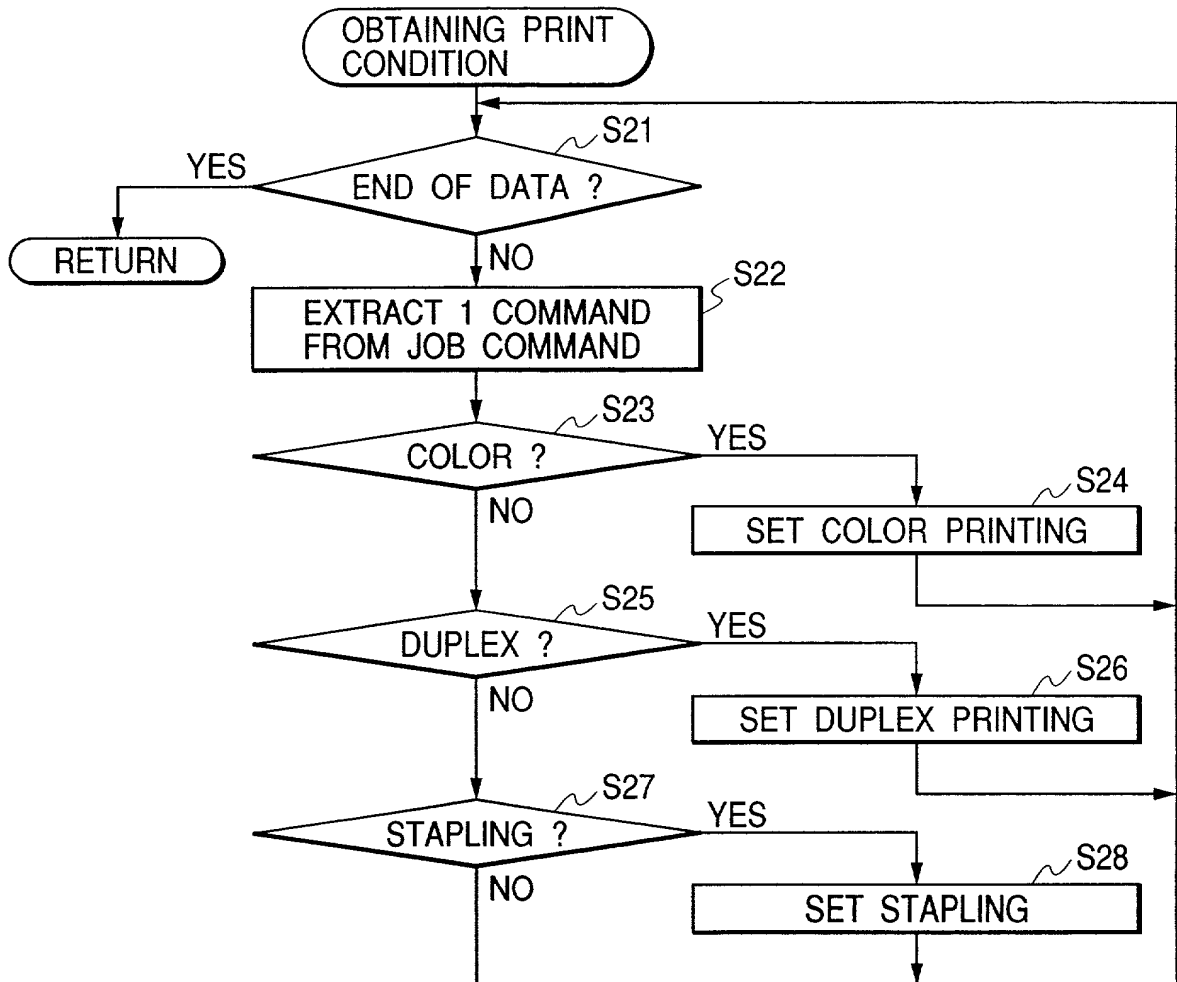 OBTAINING PRINT
CONDITION
S21
YES
END OF DATA ?
RETURN
NO
S22
EXTRACT 1 COMMAND
FROM JOB COMMAND
S23
COLOR ?
YES
NO
S24
SET COLOR PRINTING
S25
DUPLEX ?
YES
NO
S26
SET DUPLEX PRINTING
S27
STAPLING ?
YES
NO
S28
SET STAPLING